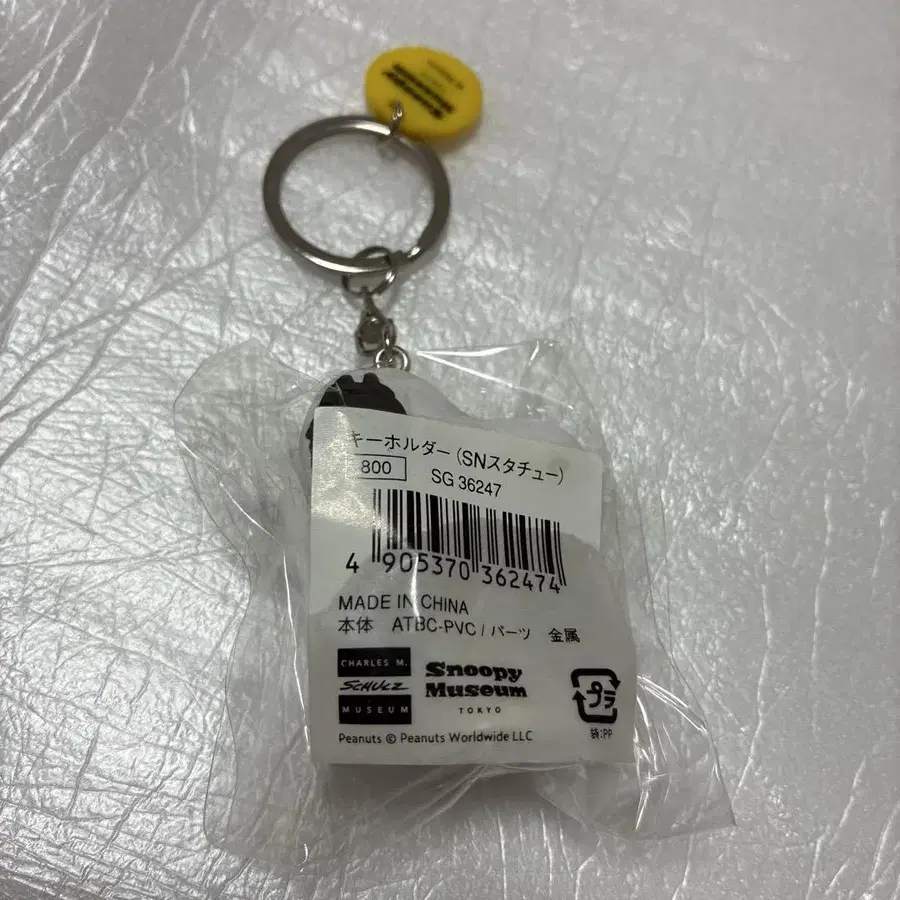 SNOOPY
MUSEUM
キーホルダー (SNスタチュー)
800
SG 36247
4 905370 362474
MADE IN CHINA
本体 ATBC-PVC / パーツ 金属
CHARLES M.
SCHULZ
MUSEUM
Snoopy
Museum
TOKYO
プラ
袋:PP
Peanuts © Peanuts Worldwide LLC